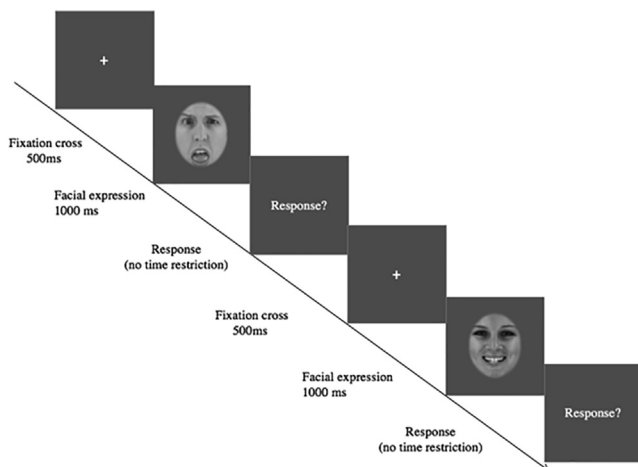 Fixation cross
500ms
Facial expression
1000 ms
Response?
Response
(no time restriction)
Fixation cross
500ms
Facial expression
1000 ms
Response
(no time restriction)
Response?